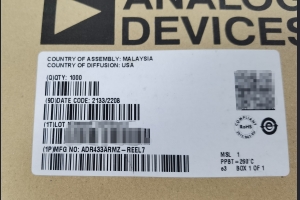 ANALOG
DEVICES
COUNTRY OF ASSEMBLY: MALAYSIA
COUNTRY OF DIFFUSION: USA
(Q)QTY: 1000
(9D)DATE CODE: 2133/2208
(1T)LOT
(1P)MFG NO: ADR433ARMZ-REEL7
COMPLIANT
RoHS
MSL 1
PPBT-260°C
e3 BOX 1 OF 1